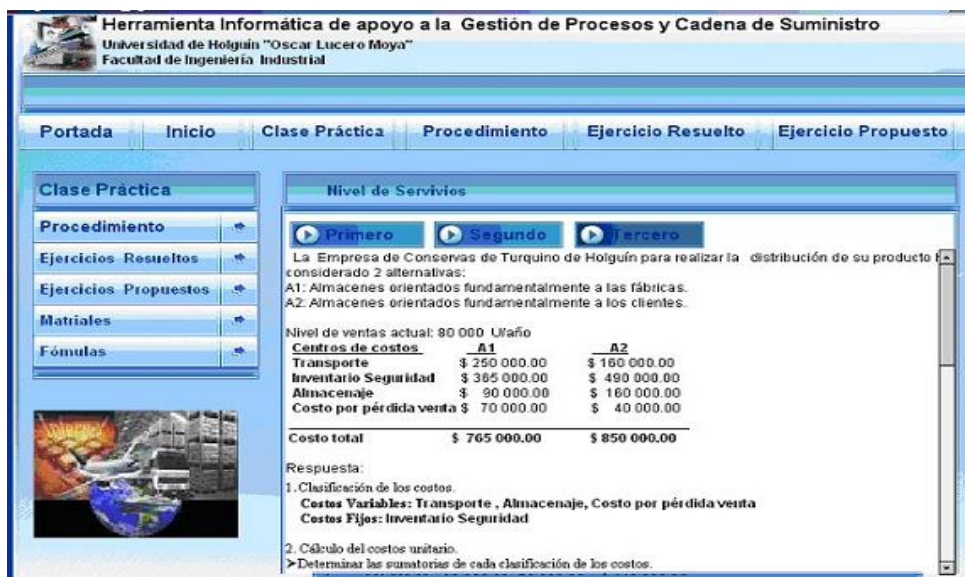 Herramienta Informática de apoyo a la Gestión de Procesos y Cadena de Suministro
Universidad de Holguin "Oscar Lucero Moya"
Facultad de Ingeniería Industrial
Portada Inicio Clase Práctica Procedimiento Ejercicio Resuelto Ejercicio Propuesto
Clase Práctica
Procedimiento
Ejercicios Resueltos
Ejercicios Propuestos
Matriales
Fómulas
Nivel de Servivios
Primero Segundo Tercero
La Empresa de Conservas de Turquino de Holguín para realizar la distribución de su producto
considerado 2 alternativas:
A1: Almacenes orientados fundamentalmente a las fábricas.
A2: Almacenes orientados fundamentalmente a los clientes.
Nivel de ventas actual: 80 000 U/año
Centros de costos A1 A2
Transporte $ 250 000.00 $ 160 000.00
Inventario Seguridad $ 365 000.00 $ 490 000.00
Almacenaje $ 90 000.00 $ 160 000.00
Costo por pérdida venta $ 70 000.00 $ 40 000.00
Costo total $ 765 000.00 $ 850 000.00
Respuesta:
1. Clasificación de los costos.
Costos Variables: Transporte , Almacenaje, Costo por pérdida venta
Costos Fijos: Inventario Seguridad
2. Cálculo del costos unitario.
➢Determinar las sumatorias de cada clasificación de los costos.